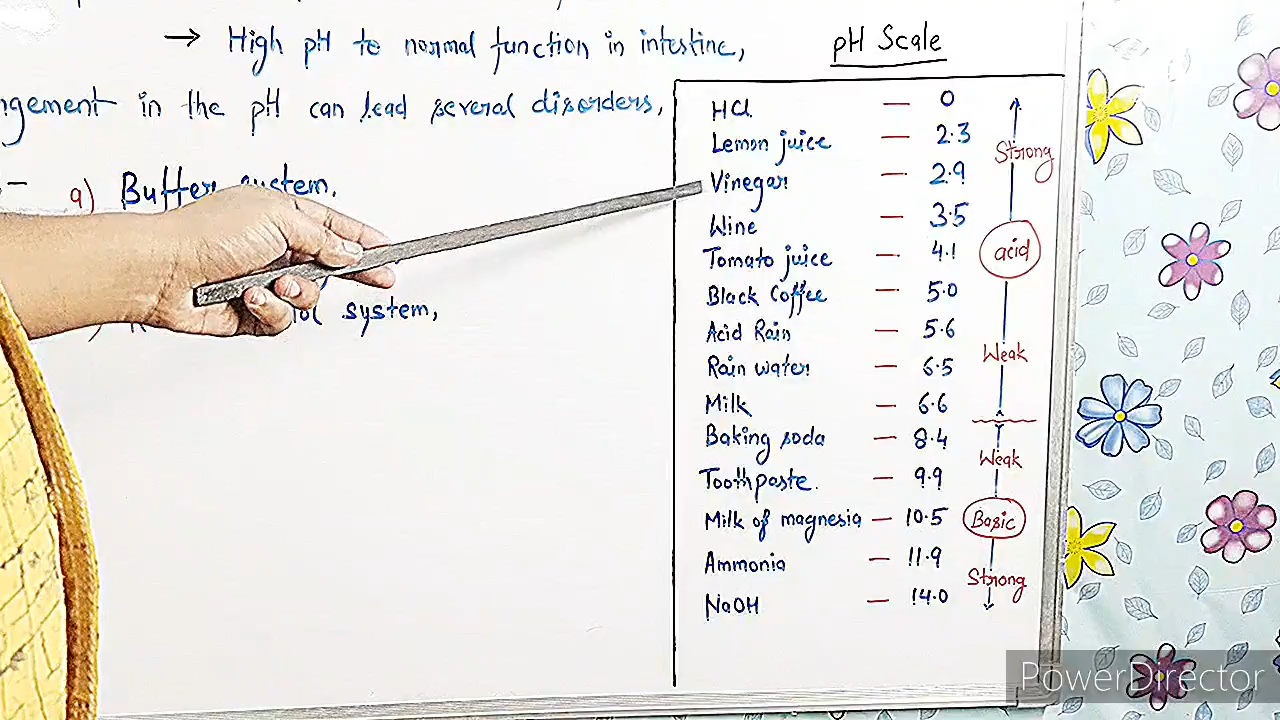 → High pH to normal function in intestine,
ngement in the pH can lead several disorders,
a) Buffer system.
system,
pH Scale
HCl — 0
Lemon juice — 2.3
Vinegar — 2.9
Wine — 3.5
Tomato juice — 4.1
Black Coffee — 5.0
Acid Rain — 5.6
Rain water — 6.5
Milk — 6.6
Baking soda — 8.4
Toothpaste. — 9.9
Milk of magnesia — 10.5
Ammonia — 11.9
NaOH — 14.0
Strong
acid
Weak
Weak
Basic
Strong
PowerDirector